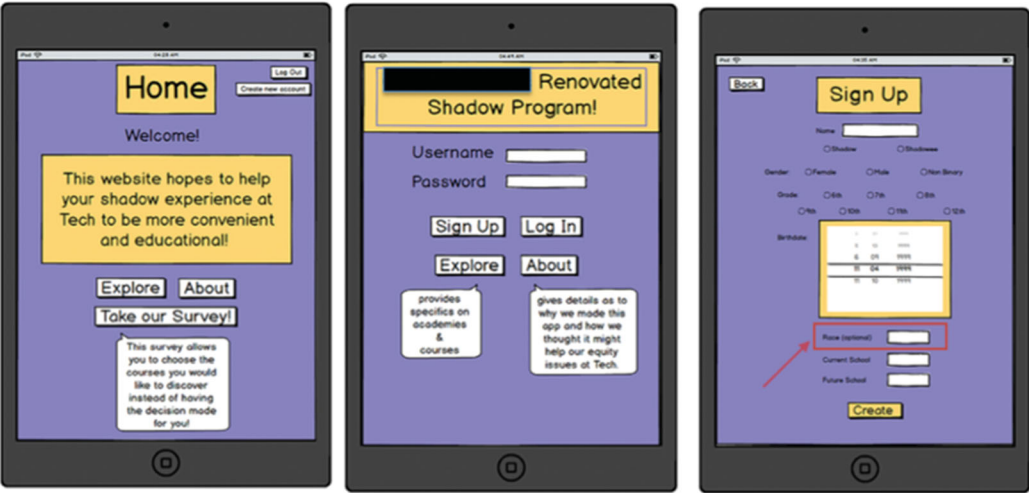 iPad
04:25 AM
Home
Log Out
Create new account
Welcome!
This website hopes to help
your shadow experience at
Tech to be more convenient
and educational!
Explore
About
Take our Survey!
This survey allows
you to choose the
courses you would
like to discover
instead of having
the decision made
for you!
iPad
Renovated
Shadow Program!
Username
Password
Sign Up
Log In
Explore
About
provides
specifics on
academies
&
courses
gives details as to
why we made this
app and how we
thought it might
help our equity
issues at Tech.
iPad
Back
Sign Up
Name
Shadow
Shadowee
Gender: Female Male Non Binary
Grade: 6th 7th 8th
9th 10th 11th 12th
Birthdate:
11 04 1999
11 10 1999
Race (optional)
Current School
Future School
Create